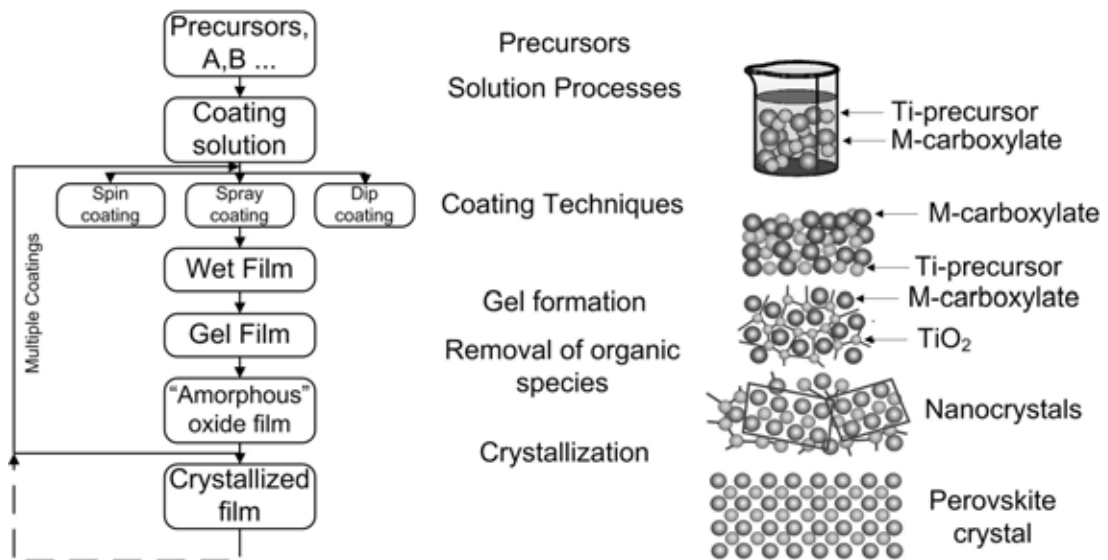 Precursors,
A,B ...
Coating
solution
Spin
coating
Spray
coating
Dip
coating
Wet Film
Gel Film
“Amorphous”
oxide film
Crystallized
film
Multiple Coatings
Precursors
Solution Processes
Coating Techniques
Gel formation
Removal of organic
species
Crystallization
Ti-precursor
M-carboxylate
M-carboxylate
Ti-precursor
M-carboxylate
TiO₂
Nanocrystals
Perovskite
crystal